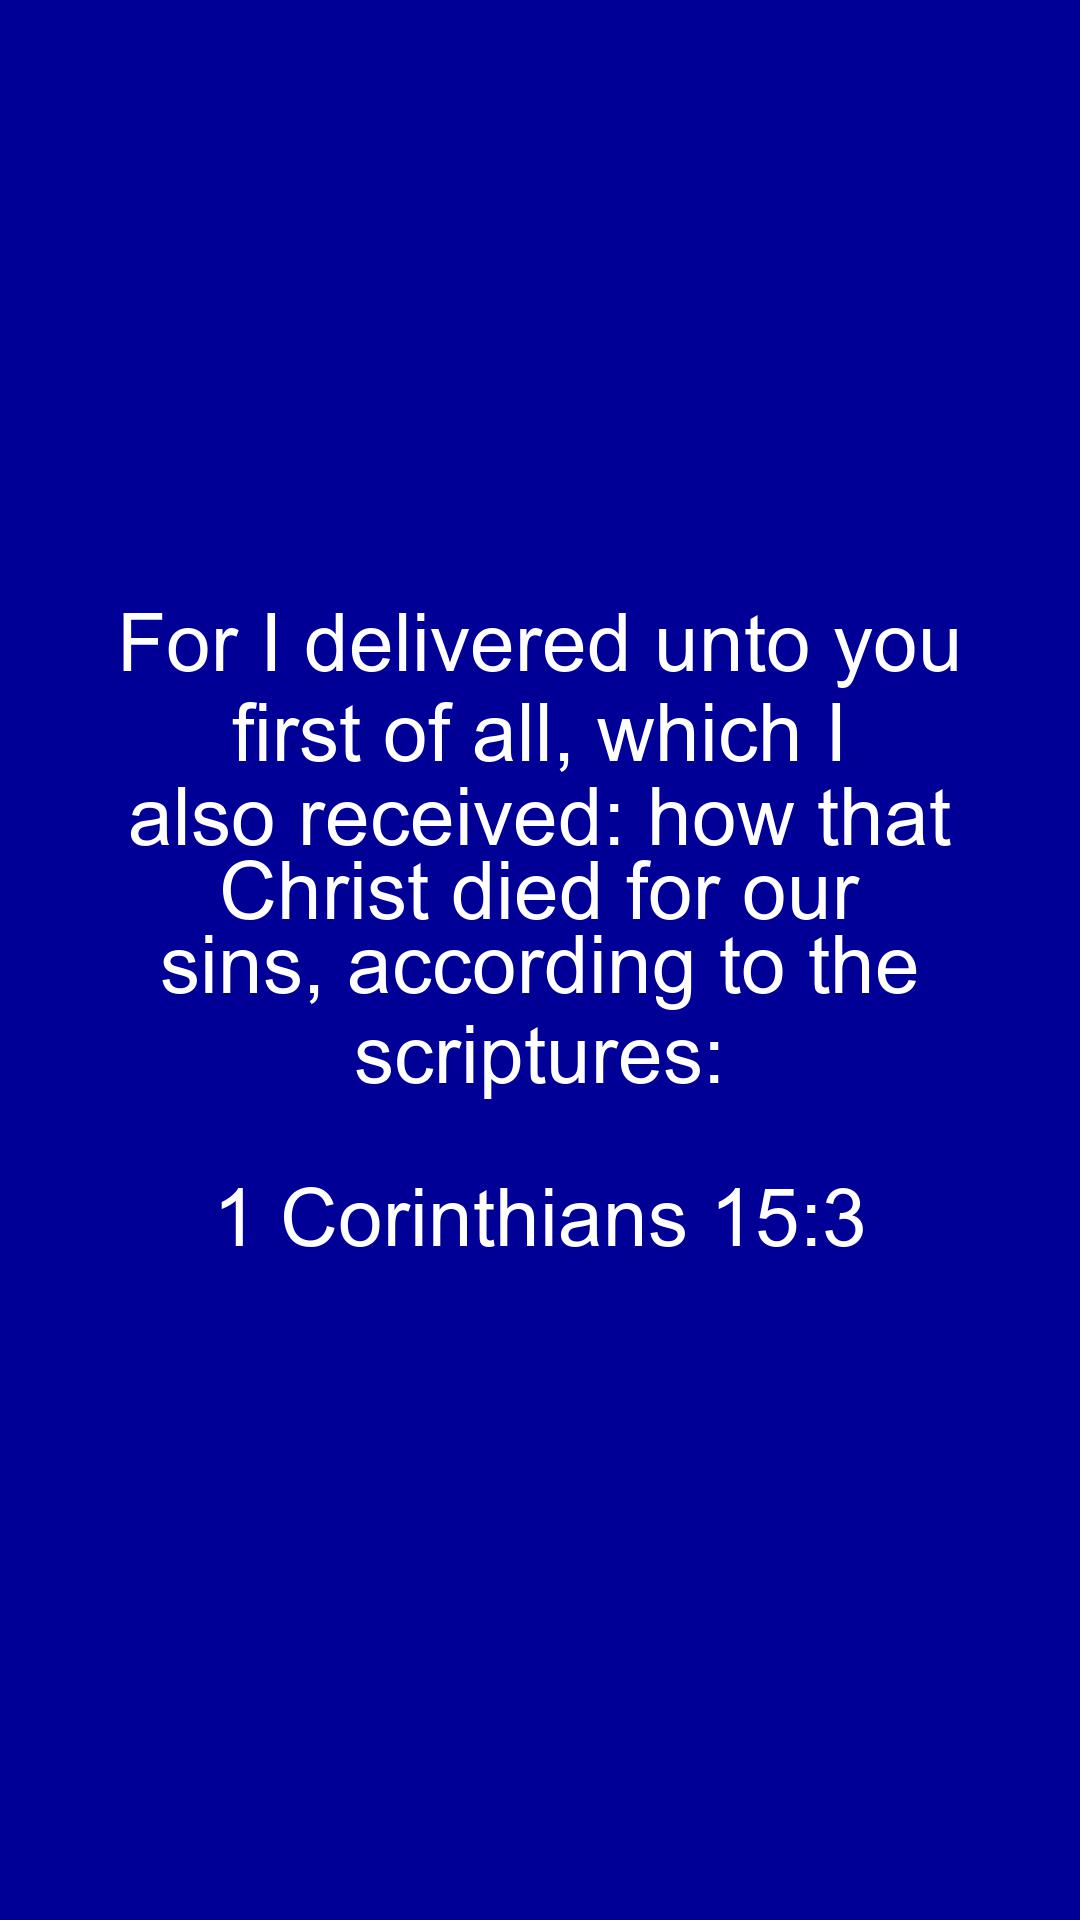 For I delivered unto you
first of all, which I
also received: how that
Christ died for our
sins, according to the
scriptures:
1 Corinthians 15:3